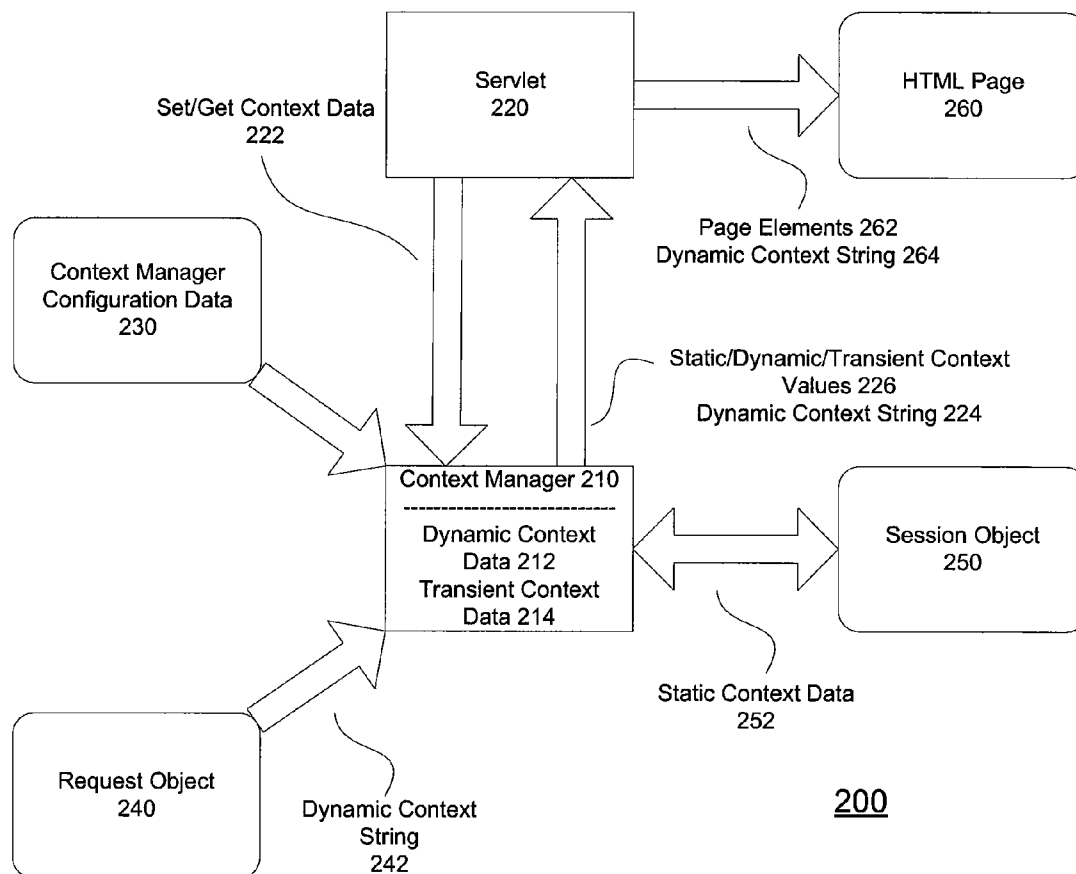 Servlet
220
HTML Page
260
Set/Get Context Data
222
Page Elements 262
Dynamic Context String 264
Context Manager
Configuration Data
230
Static/Dynamic/Transient Context
Values 226
Dynamic Context String 224
Context Manager 210
Dynamic Context
Data 212
Transient Context
Data 214
Session Object
250
Static Context Data
252
Request Object
240
Dynamic Context
String
242
200